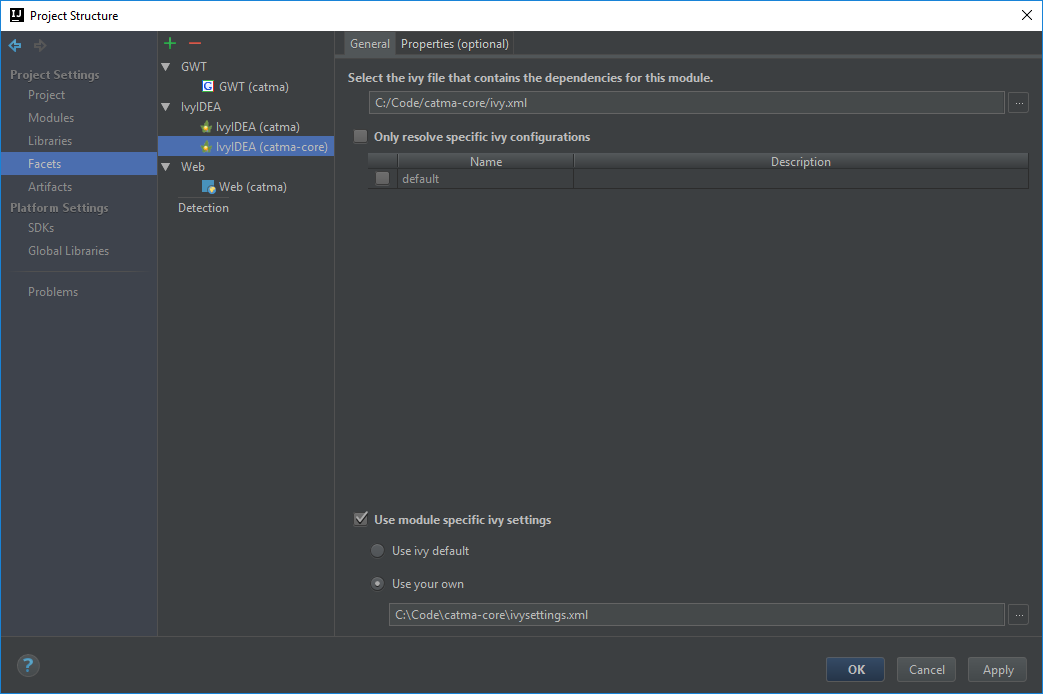 Project Structure
Project Settings
Project
Modules
Libraries
Facets
Artifacts
Platform Settings
SDKs
Global Libraries
Problems
GWT
GWT (catma)
IvyIDEA
IvyIDEA (catma)
IvyIDEA (catma-core)
Web
Web (catma)
Detection
General Properties (optional)
Select the ivy file that contains the dependencies for this module.
C:/Code/catma-core/ivy.xml ...
Only resolve specific ivy configurations
Name Description
default
Use module specific ivy settings
Use ivy default
Use your own
C:\Code\catma-core\ivysettings.xml ...
? OK Cancel Apply